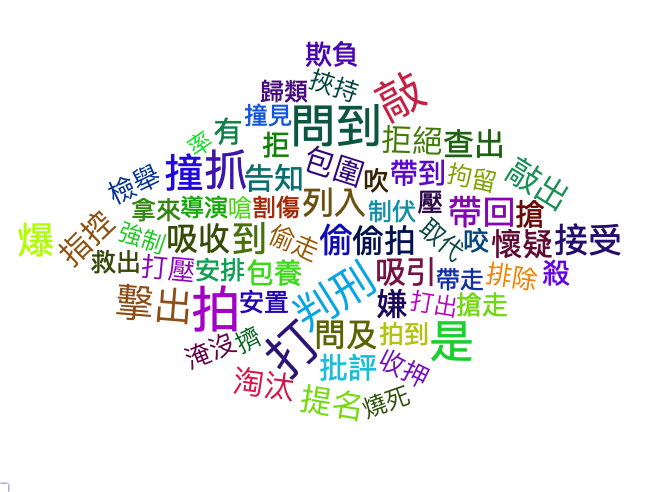 欺負
歸類
挾持
敲
撞見
問到
有
率
拒
拒絕
查出
檢舉
撞
抓
告知
包圍
吹
帶到
拘留
敲出
拿來
導演
嗆
割傷
列入
制伏
壓
帶回
搶
爆
指控
強制
吸收到
偷走
偷
偷拍
取代
咬
懷疑
接受
救出
打壓
安排
包養
判刑
吸引
帶走
排除
殺
擊出
拍
安置
嫌
打出
搶走
打
問及
拍到
是
淹沒
擠
批評
收押
淘汰
提名
燒死